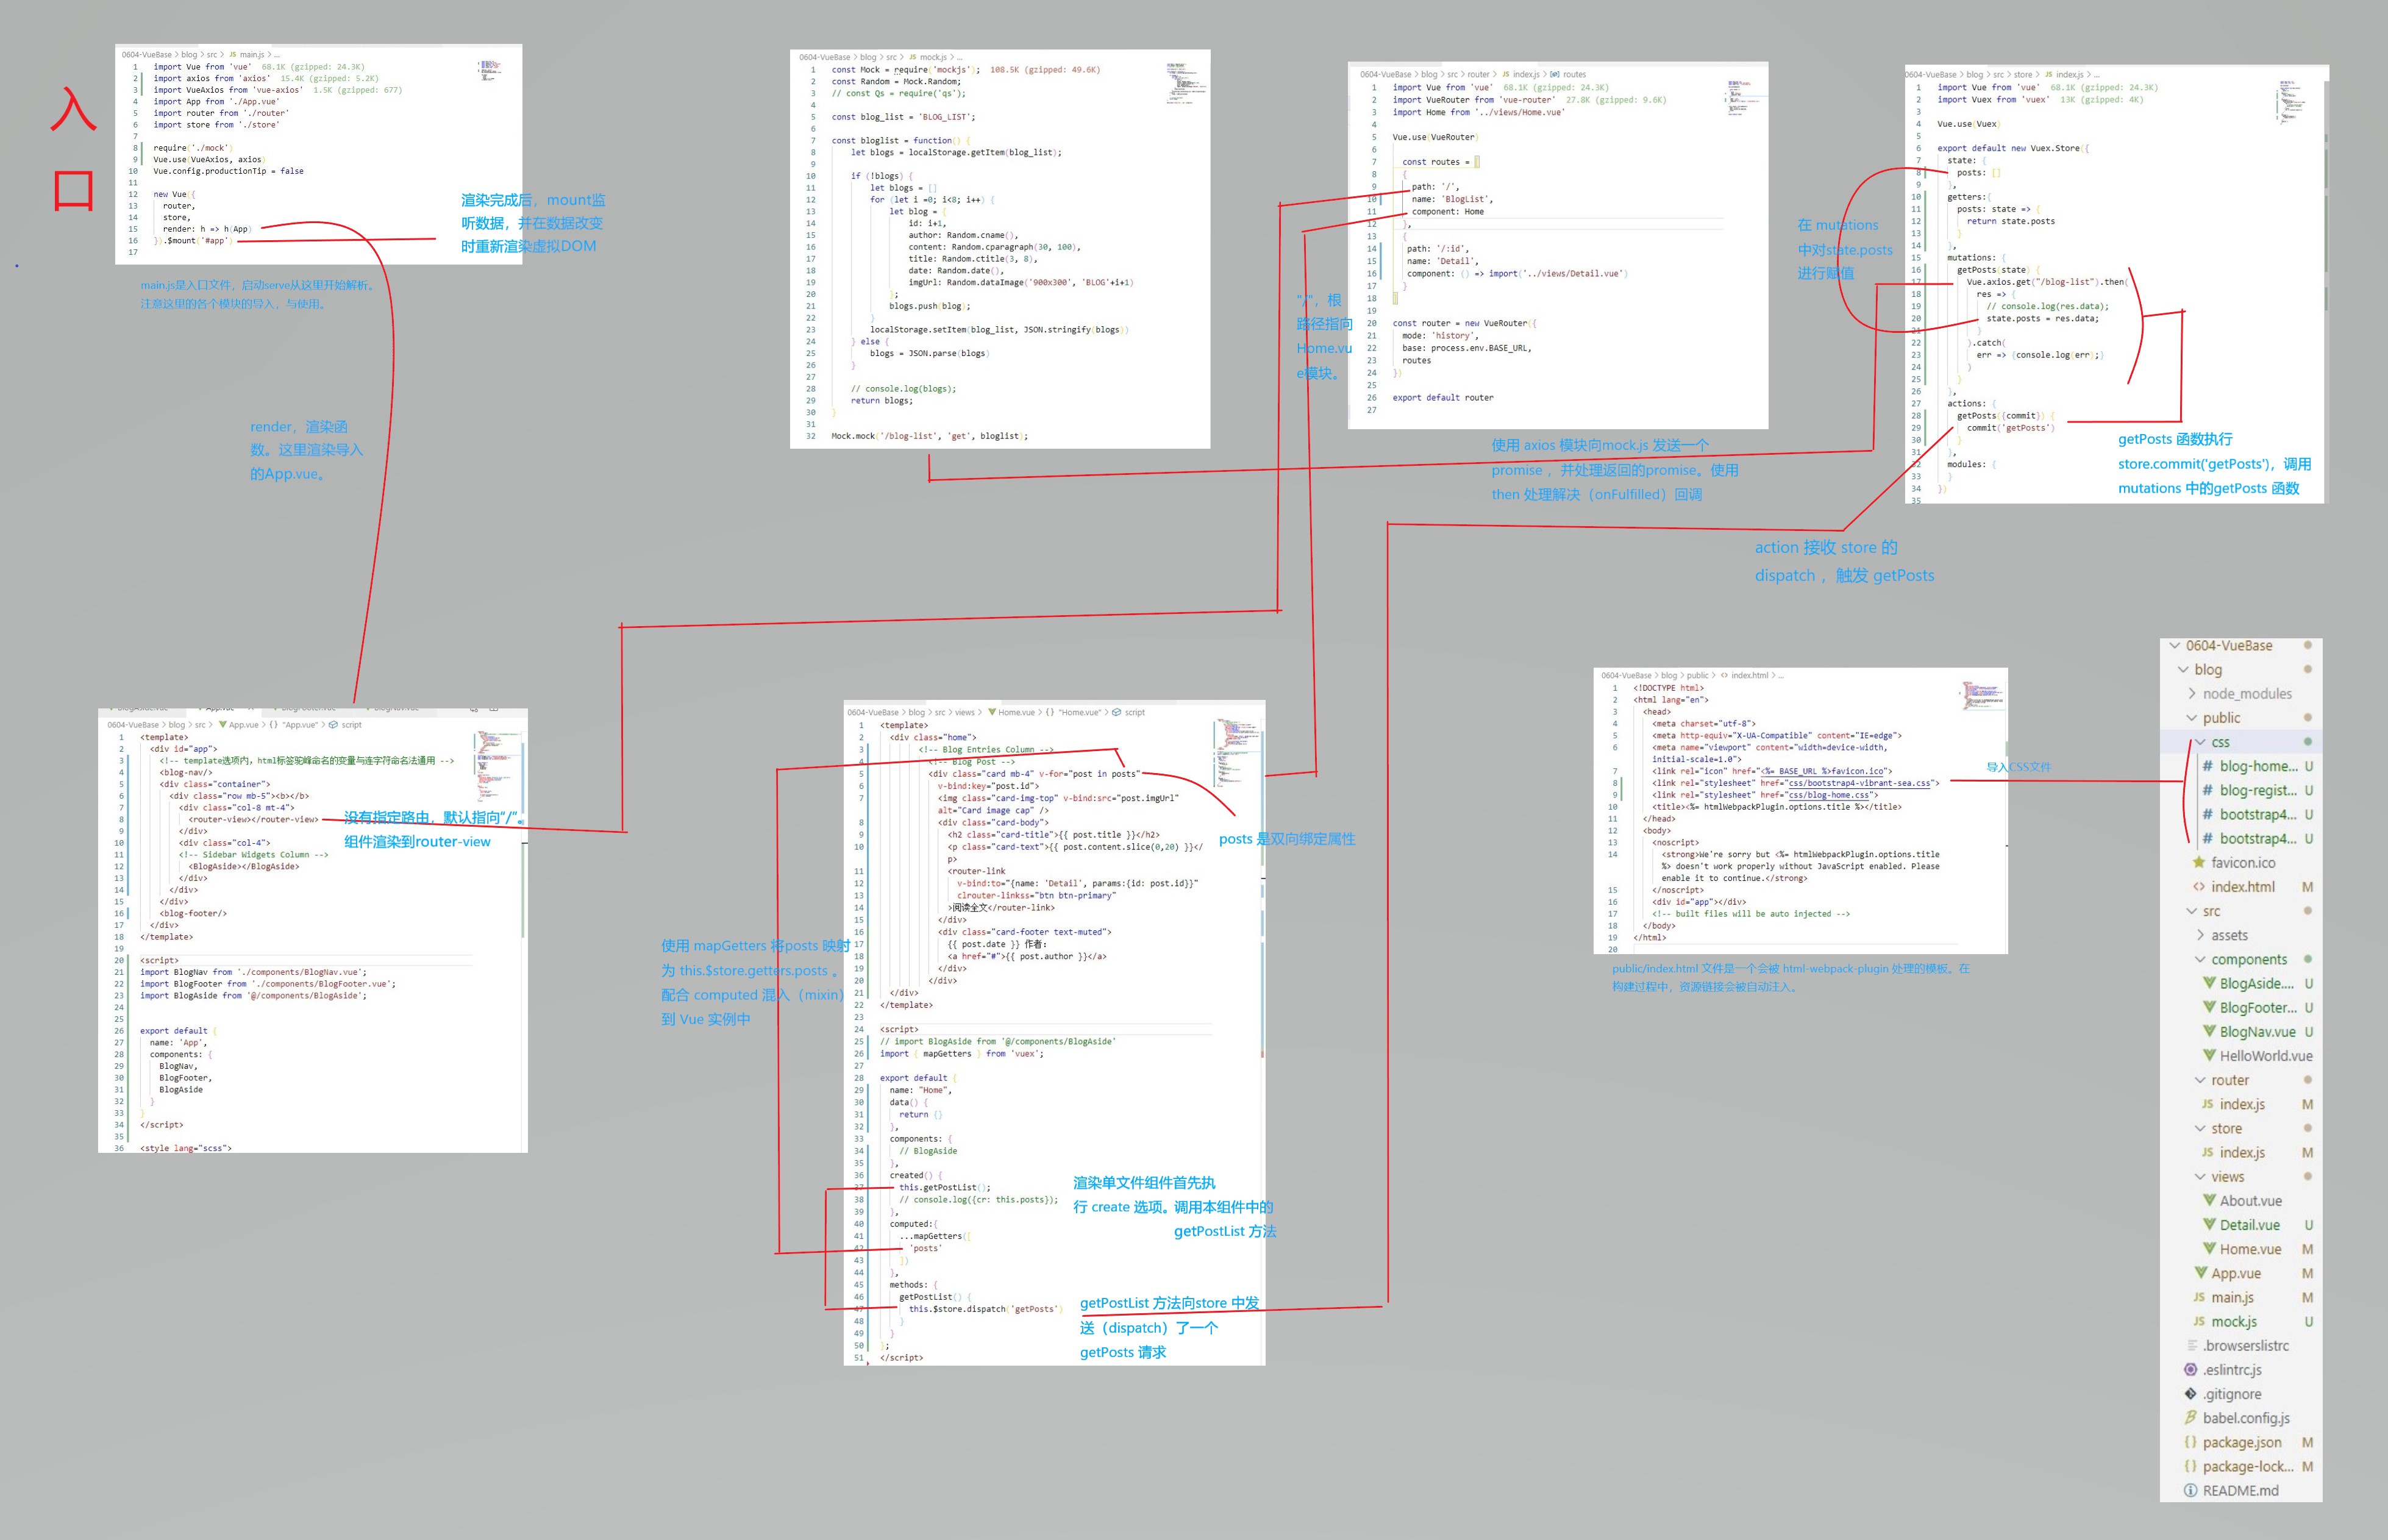 入
口
0604-VueBase > blog > src > JS main.js > ...
1 import Vue from 'vue' 68.1K (gzipped: 24.3K)
2 import axios from 'axios' 15.4K (gzipped: 5.2K)
3 import VueAxios from 'vue-axios' 1.5K (gzipped: 677)
4 import App from './App.vue'
5 import router from './router'
6 import store from './store'
7
8 require('./mock')
9 Vue.use(VueAxios, axios)
10 Vue.config.productionTip = false
11
12 new Vue({
13 router,
14 store,
15 render: h => h(App)
16 }).$mount('#app')
17
渲染完成后，mount监
听数据，并在数据改变
时重新渲染虚拟DOM
main.js是入口文件，启动serve从这里开始解析。
注意这里的各个模块的导入，与使用。
render，渲染函
数。这里渲染导入
的App.vue。
0604-VueBase > blog > src > JS mock.js > ...
1 const Mock = require('mockjs'); 108.5K (gzipped: 49.6K)
2 const Random = Mock.Random;
3 // const Qs = require('qs');
4
5 const blog_list = 'BLOG_LIST';
6
7 const bloglist = function() {
8 let blogs = localStorage.getItem(blog_list);
9
10 if (!blogs) {
11 let blogs = []
12 for (let i =0; i<8; i++) {
13 let blog = {
14 id: i+1,
15 author: Random.cname(),
16 content: Random.cparagraph(30, 100),
17 title: Random.ctitle(3, 8),
18 date: Random.date(),
19 imgUrl: Random.dataImage('900x300', 'BLOG'+i+1)
20 };
21 blogs.push(blog);
22 }
23 localStorage.setItem(blog_list, JSON.stringify(blogs))
24 } else {
25 blogs = JSON.parse(blogs)
26 }
27
28 // console.log(blogs);
29 return blogs;
30 }
31
32 Mock.mock('/blog-list', 'get', bloglist);
0604-VueBase > blog > src > router > JS index.js > routes
1 import Vue from 'vue' 68.1K (gzipped: 24.3K)
2 import VueRouter from 'vue-router' 27.8K (gzipped: 9.6K)
3 import Home from '../views/Home.vue'
4
5 Vue.use(VueRouter)
6
7 const routes = [
8 {
9 path: '/',
10 name: 'BlogList',
11 component: Home
12 },
13 {
14 path: '/:id',
15 name: 'Detail',
16 component: () => import('../views/Detail.vue')
17 }
18 ]
19
20 const router = new VueRouter({
21 mode: 'history',
22 base: process.env.BASE_URL,
23 routes
24 })
25
26 export default router
27
"/"，根
路径指向
Home.vu
e模块。
使用 axios 模块向mock.js 发送一个
promise ，并处理返回的promise。使用
then 处理解决（onFulfilled）回调
0604-VueBase > blog > src > store > JS index.js > ...
1 import Vue from 'vue' 68.1K (gzipped: 24.3K)
2 import Vuex from 'vuex' 13K (gzipped: 4K)
3
4 Vue.use(Vuex)
5
6 export default new Vuex.Store({
7 state: {
8 posts: []
9 },
10 getters:{
11 posts: state => {
12 return state.posts
13 }
14 },
15 mutations: {
16 getPosts(state) {
17 Vue.axios.get("/blog-list").then(
18 res => {
19 // console.log(res.data);
20 state.posts = res.data;
21 }
22 ).catch(
23 err => {console.log(err);}
24 )
25 }
26 },
27 actions: {
28 getPosts({commit}) {
29 commit('getPosts')
30 }
31 },
32 modules: {
33 }
34 })
35
在 mutations
中对state.posts
进行赋值
getPosts 函数执行
store.commit('getPosts')，调用
mutations 中的getPosts 函数
action 接收 store 的
dispatch ，触发 getPosts
App.vue
0604-VueBase > blog > src > App.vue > {} "App.vue" > script
1 <template>
2 <div id="app">
3 <!-- template选项内，html标签驼峰命名的变量与连字符命名法通用 -->
4 <blog-nav/>
5 <div class="container">
6 <div class="row mb-5"><b></b>
7 <div class="col-8 mt-4">
8 <router-view></router-view>
9 </div>
10 <div class="col-4">
11 <!-- Sidebar Widgets Column -->
12 <BlogAside></BlogAside>
13 </div>
14 </div>
15 </div>
16 <blog-footer/>
17 </div>
18 </template>
19
20 <script>
21 import BlogNav from './components/BlogNav.vue';
22 import BlogFooter from './components/BlogFooter.vue';
23 import BlogAside from '@/components/BlogAside';
24
25
26 export default {
27 name: 'App',
28 components: {
29 BlogNav,
30 BlogFooter,
31 BlogAside
32 }
33 }
34 </script>
35
36 <style lang="scss">
没有指定路由，默认指向"/"。
组件渲染到router-view
0604-VueBase > blog > src > views > Home.vue > {} "Home.vue" > script
1 <template>
2 <div class="home">
3 <!-- Blog Entries Column -->
4 <!-- Blog Post -->
5 <div class="card mb-4" v-for="post in posts"
6 v-bind:key="post.id">
7 <img class="card-img-top" v-bind:src="post.imgUrl"
alt="Card image cap" />
8 <div class="card-body">
9 <h2 class="card-title">{{ post.title }}</h2>
10 <p class="card-text">{{ post.content.slice(0,20) }}</
p>
11 <router-link
12 v-bind:to="{name: 'Detail', params:{id: post.id}}"
13 clrouter-linkss="btn btn-primary"
14 >阅读全文</router-link>
15 </div>
16 <div class="card-footer text-muted">
17 {{ post.date }} 作者：
18 <a href="#">{{ post.author }}</a>
19 </div>
20 </div>
21 </div>
22 </template>
23
24 <script>
25 // import BlogAside from '@/components/BlogAside'
26 import { mapGetters } from 'vuex';
27
28 export default {
29 name: "Home",
30 data() {
31 return {}
32 },
33 components: {
34 // BlogAside
35 },
36 created() {
37 this.getPostList();
38 // console.log({cr: this.posts});
39 },
40 computed:{
41 ...mapGetters([
42 'posts'
43 ])
44 },
45 methods: {
46 getPostList() {
47 this.$store.dispatch('getPosts')
48 }
49 }
50 };
51 </script>
posts 是双向绑定属性
使用 mapGetters 将posts 映射
为 this.$store.getters.posts 。
配合 computed 混入（mixin）
到 Vue 实例中
渲染单文件组件首先执
行 create 选项。调用本组件中的
getPostList 方法
getPostList 方法向store 中发
送（dispatch）了一个
getPosts 请求
0604-VueBase > blog > public > <> index.html > ...
1 <!DOCTYPE html>
2 <html lang="en">
3 <head>
4 <meta charset="utf-8">
5 <meta http-equiv="X-UA-Compatible" content="IE=edge">
6 <meta name="viewport" content="width=device-width,
initial-scale=1.0">
7 <link rel="icon" href="<%= BASE_URL %>favicon.ico">
8 <link rel="stylesheet" href="css/bootstrap4-vibrant-sea.css">
9 <link rel="stylesheet" href="css/blog-home.css">
10 <title><%= htmlWebpackPlugin.options.title %></title>
11 </head>
12 <body>
13 <noscript>
14 <strong>We're sorry but <%= htmlWebpackPlugin.options.title
%> doesn't work properly without JavaScript enabled. Please
enable it to continue.</strong>
15 </noscript>
16 <div id="app"></div>
17 <!-- built files will be auto injected -->
18 </body>
19 </html>
20
导入CSS文件
public/index.html 文件是一个会被 html-webpack-plugin 处理的模板。在
构建过程中，资源链接会被自动注入。
0604-VueBase
blog
node_modules
public
css
# blog-home... U
# blog-regist... U
# bootstrap4... U
# bootstrap4... U
favicon.ico
<> index.html M
src
assets
components
BlogAside.... U
BlogFooter... U
BlogNav.vue U
HelloWorld.vue
router
JS index.js M
store
JS index.js M
views
About.vue
Detail.vue U
Home.vue M
App.vue M
JS main.js M
JS mock.js U
.browserslistrc
.eslintrc.js
.gitignore
babel.config.js
{} package.json M
{} package-lock... M
README.md